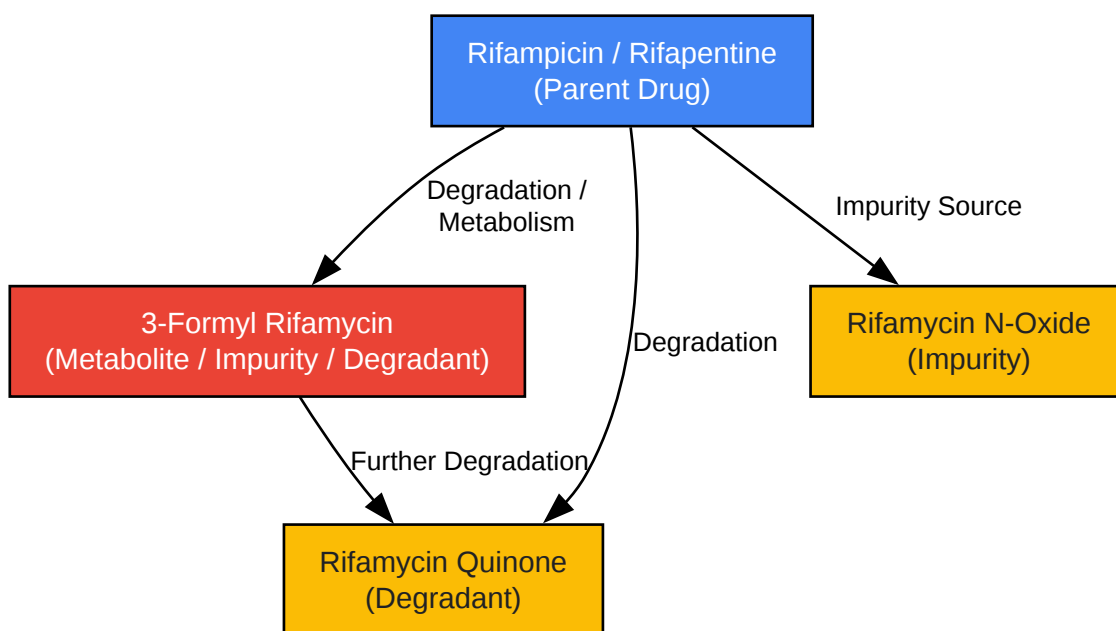 Rifampicin / Rifapentine
(Parent Drug)
Degradation /
Metabolism
Impurity Source
3-Formyl Rifamycin
(Metabolite / Impurity / Degradant)
Degradation
Rifamycin N-Oxide
(Impurity)
Further Degradation
Rifamycin Quinone
(Degradant)